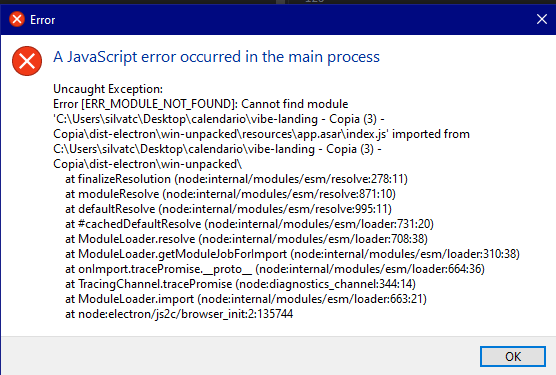 Error
A JavaScript error occurred in the main process
Uncaught Exception:
Error [ERR_MODULE_NOT_FOUND]: Cannot find module
'C:\Users\silvatc\Desktop\calendario\vibe-landing - Copia (3) -
Copia\dist-electron\win-unpacked\resources\app.asar\index.js' imported from
C:\Users\silvatc\Desktop\calendario\vibe-landing - Copia (3) -
Copia\dist-electron\win-unpacked\
at finalizeResolution (node:internal/modules/esm/resolve:278:11)
at moduleResolve (node:internal/modules/esm/resolve:871:10)
at defaultResolve (node:internal/modules/esm/resolve:995:11)
at #cachedDefaultResolve (node:internal/modules/esm/loader:731:20)
at ModuleLoader.resolve (node:internal/modules/esm/loader:708:38)
at ModuleLoader.getModuleJobForImport (node:internal/modules/esm/loader:310:38)
at onImport.tracePromise.__proto__ (node:internal/modules/esm/loader:664:36)
at TracingChannel.tracePromise (node:diagnostics_channel:344:14)
at ModuleLoader.import (node:internal/modules/esm/loader:663:21)
at node:electron/js2c/browser_init:2:135744
OK